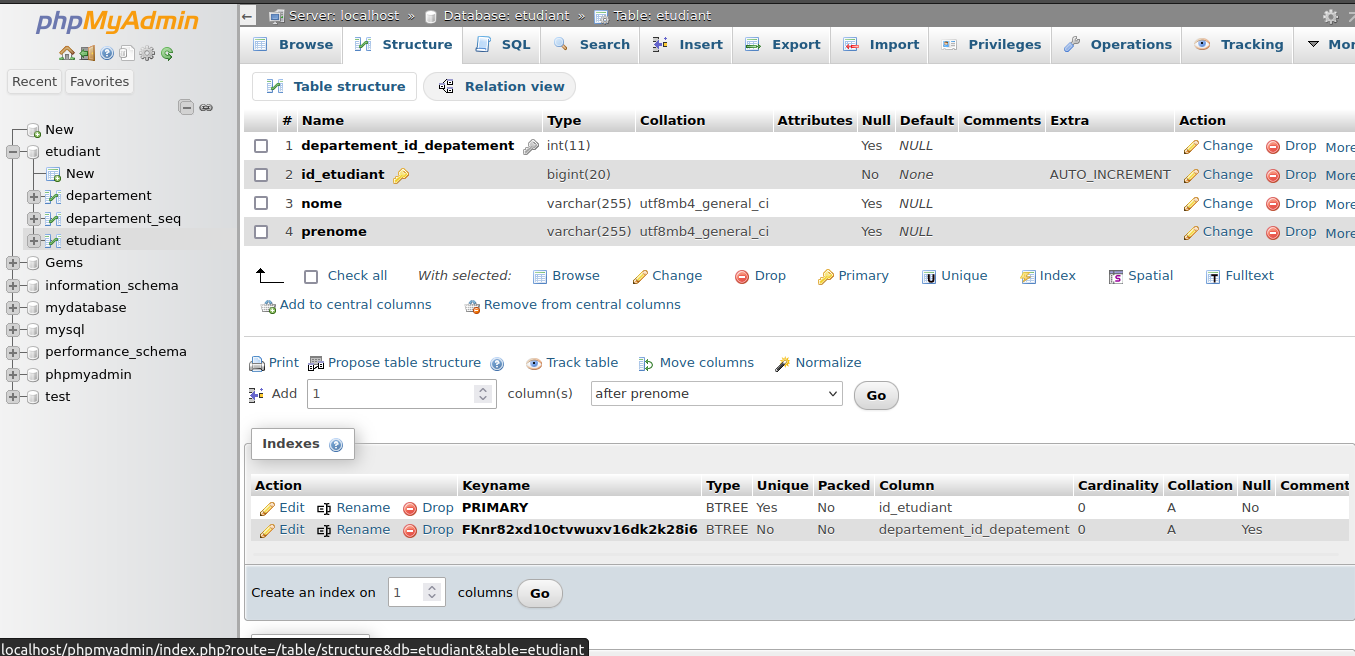 phpMyAdmin
Recent Favorites
New
etudiant
New
departement
departement_seq
etudiant
Gems
information_schema
mydatabase
mysql
performance_schema
phpmyadmin
test
Server: localhost » Database: etudiant » Table: etudiant
Browse Structure SQL Search Insert Export Import Privileges Operations Tracking Mor
Table structure Relation view
# Name Type Collation Attributes Null Default Comments Extra Action
1 departement_id_depatement int(11) Yes NULL Change Drop More
2 id_etudiant bigint(20) No None AUTO_INCREMENT Change Drop More
3 nome varchar(255) utf8mb4_general_ci Yes NULL Change Drop More
4 prenome varchar(255) utf8mb4_general_ci Yes NULL Change Drop More
Check all With selected: Browse Change Drop Primary Unique Index Spatial Fulltext
Add to central columns Remove from central columns
Print Propose table structure Track table Move columns Normalize
Add 1 column(s) after prenome Go
Indexes
Action Keyname Type Unique Packed Column Cardinality Collation Null Comment
Edit Rename Drop PRIMARY BTREE Yes No id_etudiant 0 A No
Edit Rename Drop FKnr82xd10ctvwuxv16dk2k28i6 BTREE No No departement_id_depatement 0 A Yes
Create an index on 1 columns Go
localhost/phpmyadmin/index.php?route=/table/structure&db=etudiant&table=etudiant